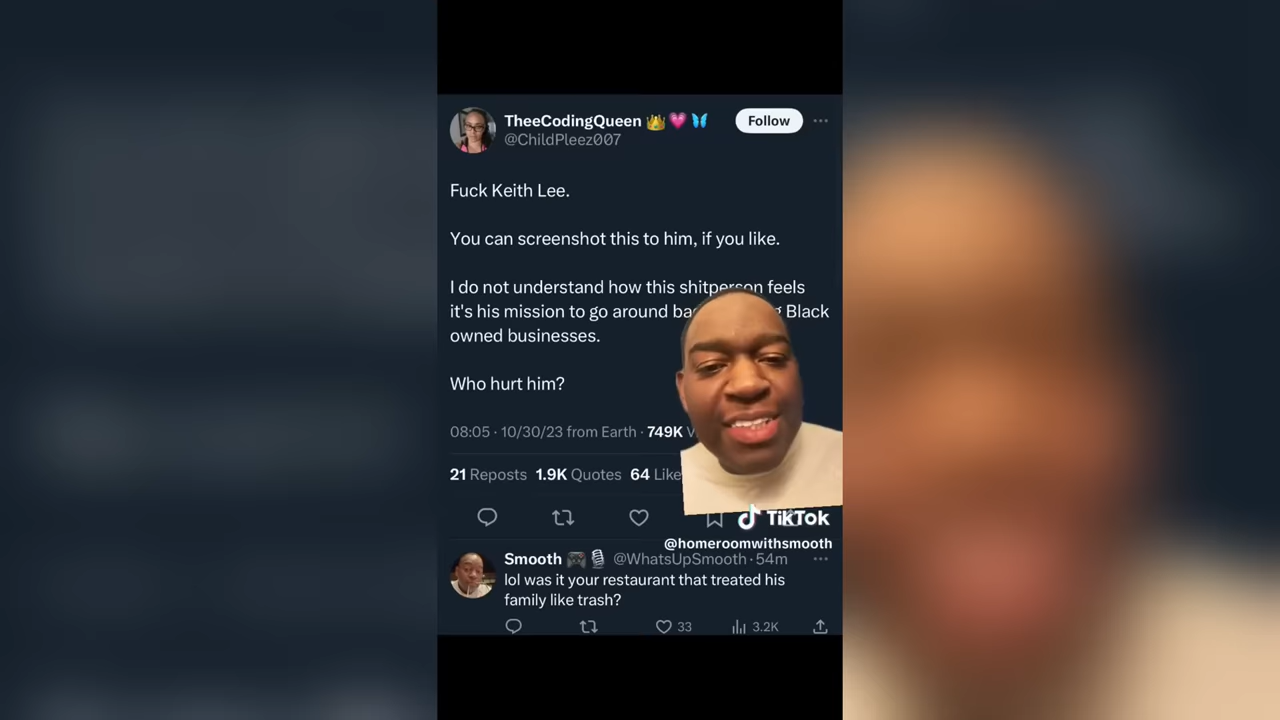 TheeCodingQueen 👑💗🦋
Follow
@ChildPleez007
Fuck Keith Lee.
You can screenshot this to him, if you like.
I do not understand how this shitperson feels
it's his mission to go around Black
owned businesses.
Who hurt him?
08:05 · 10/30/23 from Earth · 749K
21 Reposts 1.9K Quotes 64
TikTok
@homeroomwithsmooth
Smooth 🎮🎙️ @WhatsUpSmooth · 54m
lol was it your restaurant that treated his
family like trash?
33
3.2K